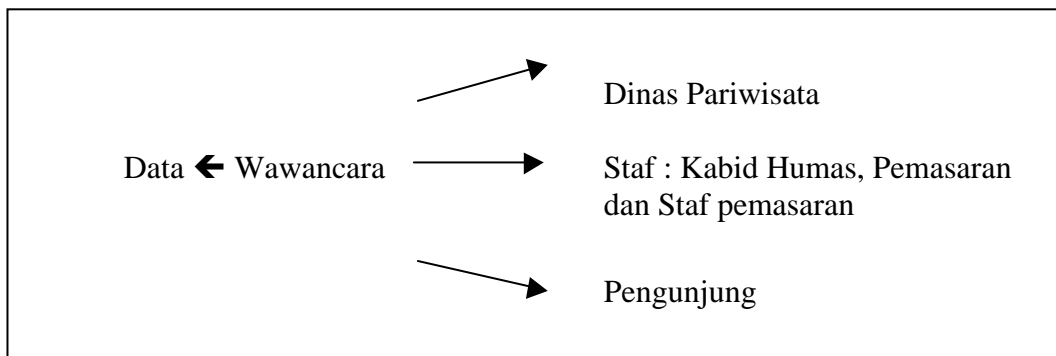 Dinas Pariwisata
Data 🡸 Wawancara
Staf : Kabid Humas, Pemasaran
dan Staf pemasaran
Pengunjung